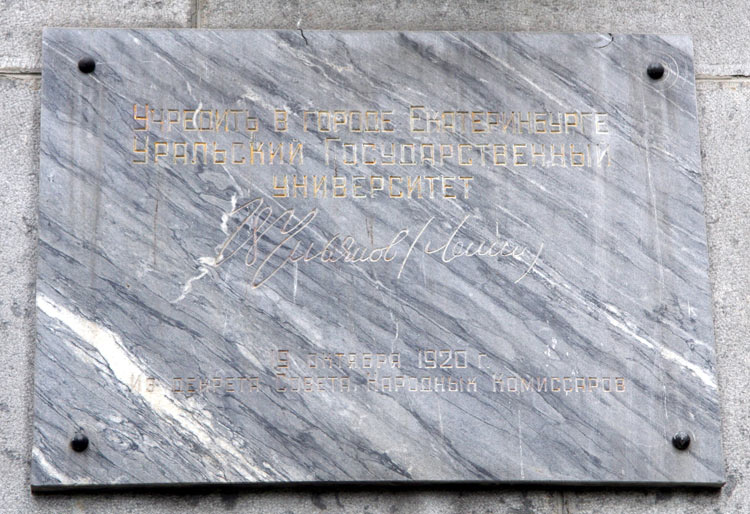 Учредить в городе Екатеринбурге
Уральский Государственный
университет
В Ульянов (Ленин)
19 октября 1920 г.
Из декрета Совета Народных Комиссаров